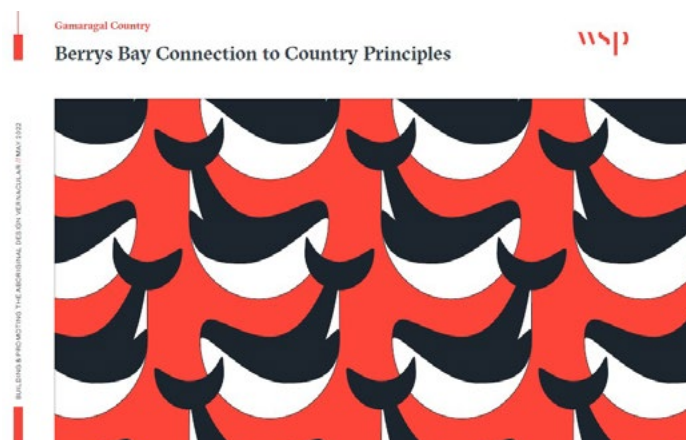 Gamaragal Country
Berrys Bay Connection to Country Principles
wsp
BUILDING & PROMOTING THE ABORIGINAL DESIGN VERNACULAR // MAY 2022